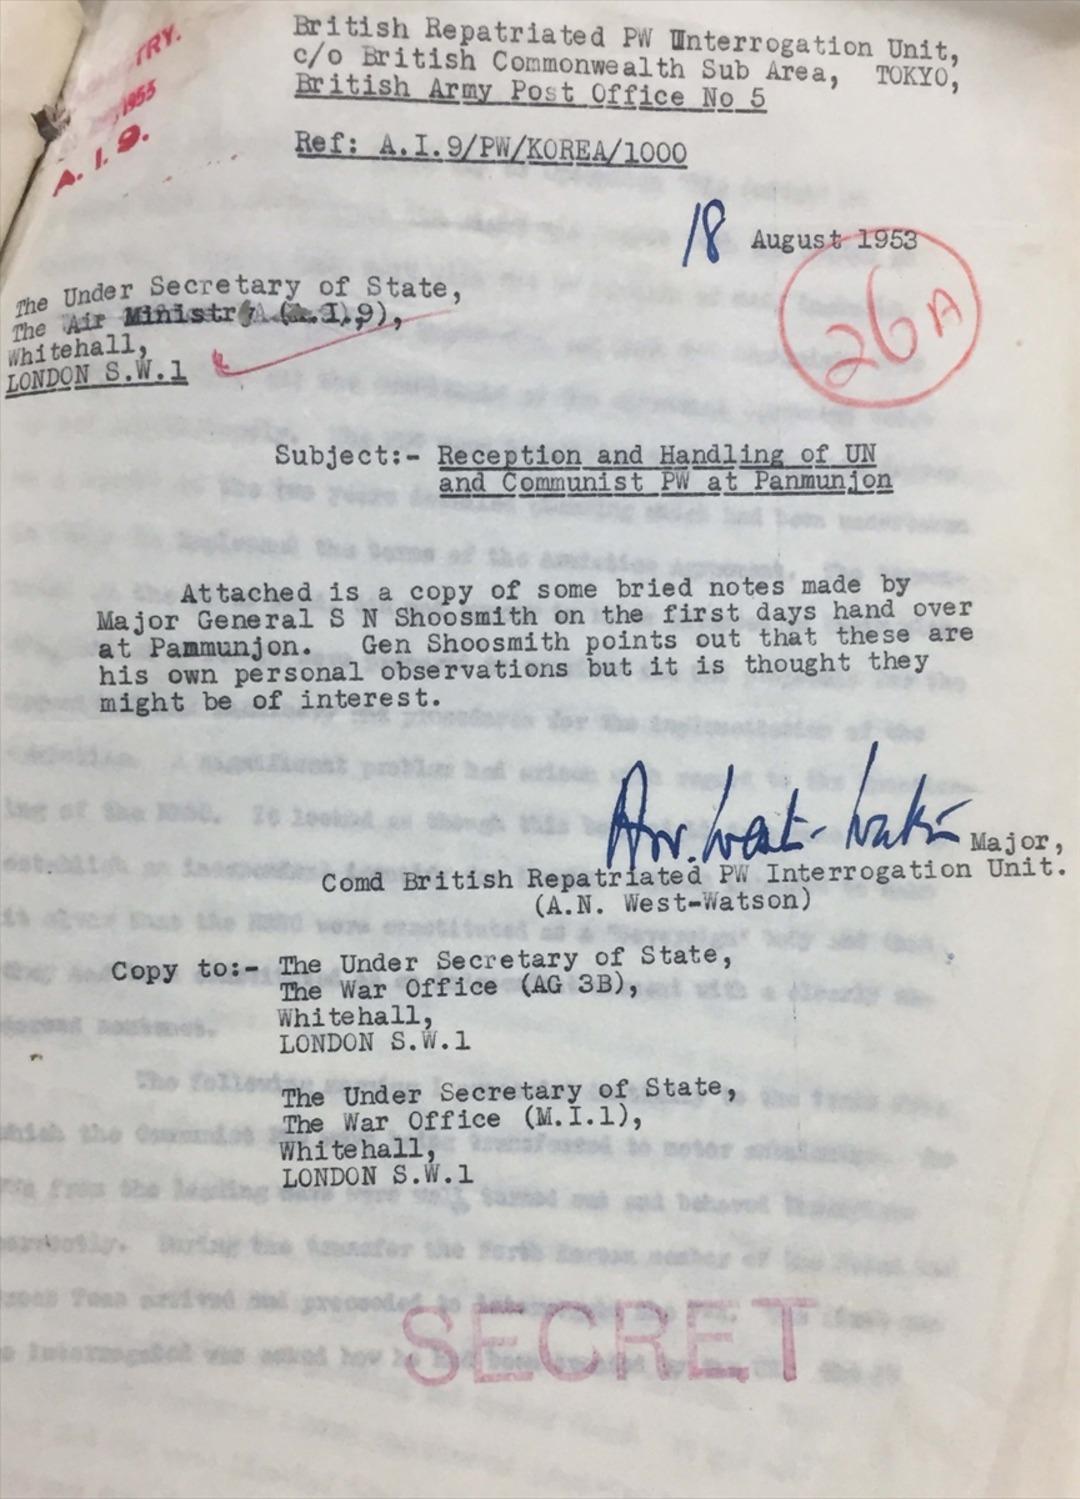 TRY.
1953
A. I. 9.
British Repatriated PW Interrogation Unit,
c/o British Commonwealth Sub Area, TOKYO,
British Army Post Office No 5
Ref: A.I.9/PW/KOREA/1000
18 August 1953
26A
The Under Secretary of State,
The Air Ministry (A.I.9),
Whitehall,
LONDON S.W.1
Subject:- Reception and Handling of UN
and Communist PW at Panmunjon
Attached is a copy of some bried notes made by
Major General S N Shoosmith on the first days hand over
at Pammunjon. Gen Shoosmith points out that these are
his own personal observations but it is thought they
might be of interest.
Major,
Comd British Repatriated PW Interrogation Unit.
(A.N. West-Watson)
Copy to:- The Under Secretary of State,
The War Office (AG 3B),
Whitehall,
LONDON S.W.1
The Under Secretary of State,
The War Office (M.I.1),
Whitehall,
LONDON S.W.1
SECRET